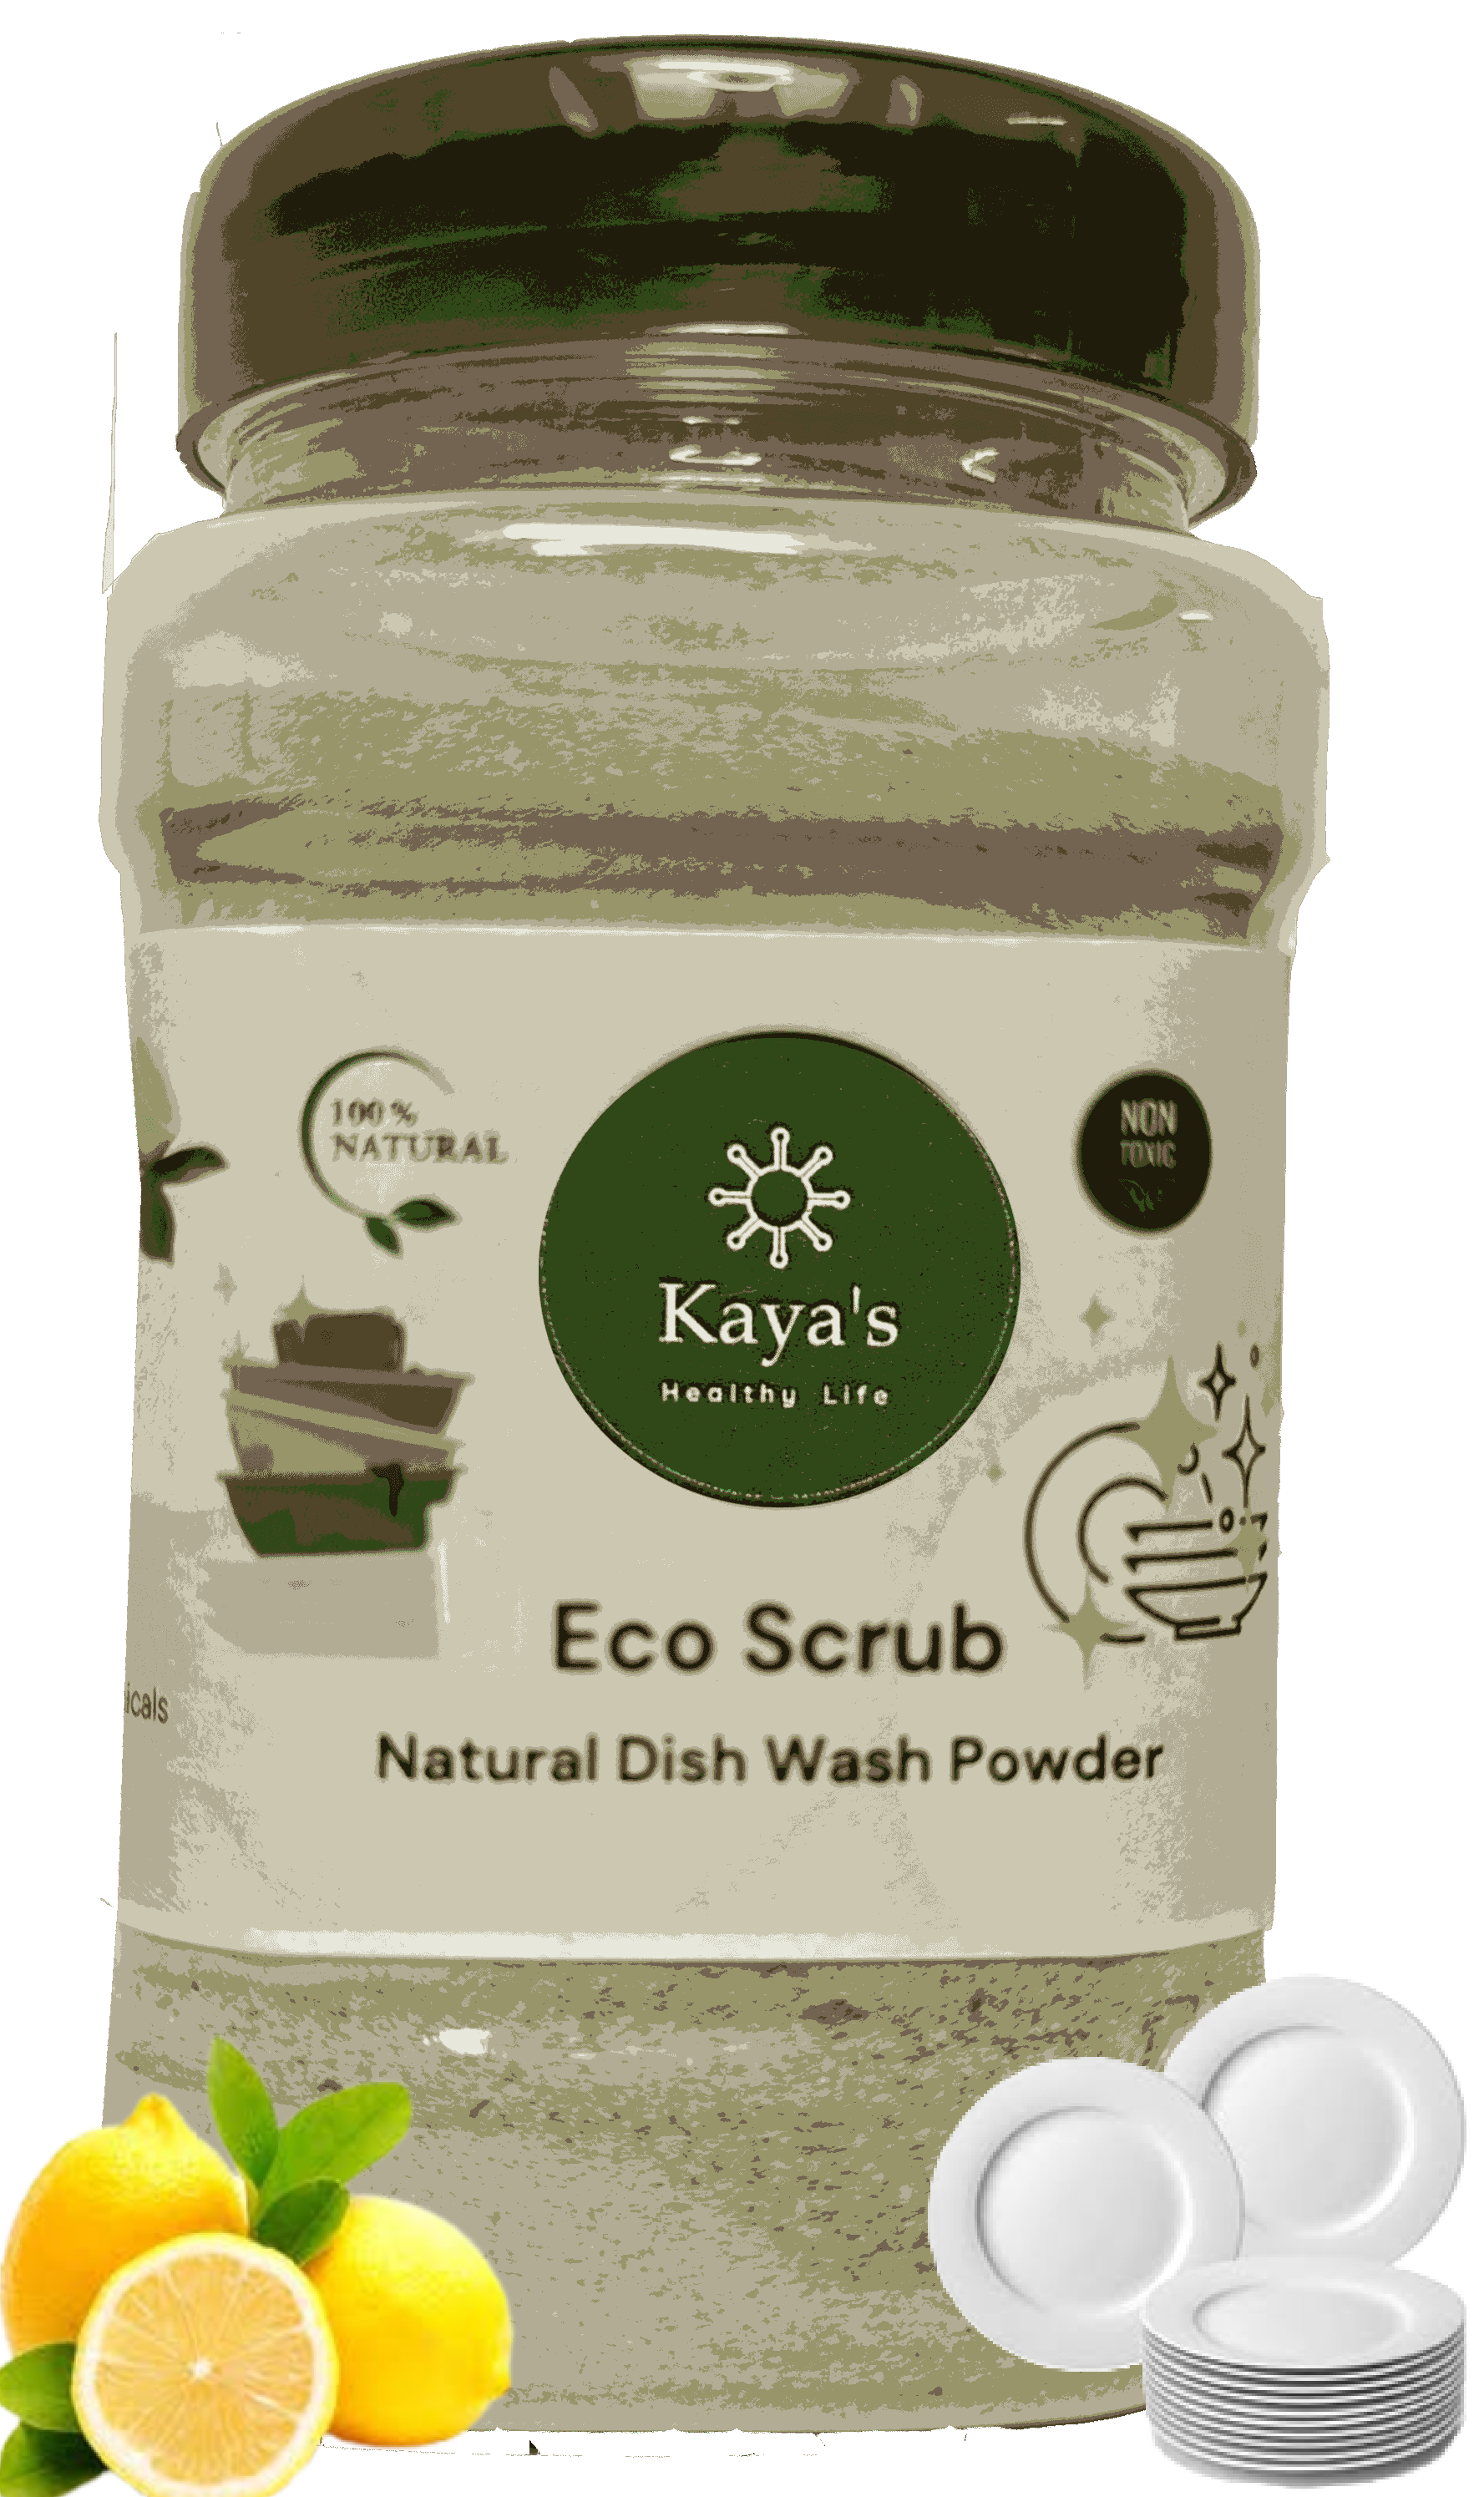 100%
NATURAL
Kaya's
Healthy Life
NON
TOXIC
Eco Scrub
icals
Natural Dish Wash Powder